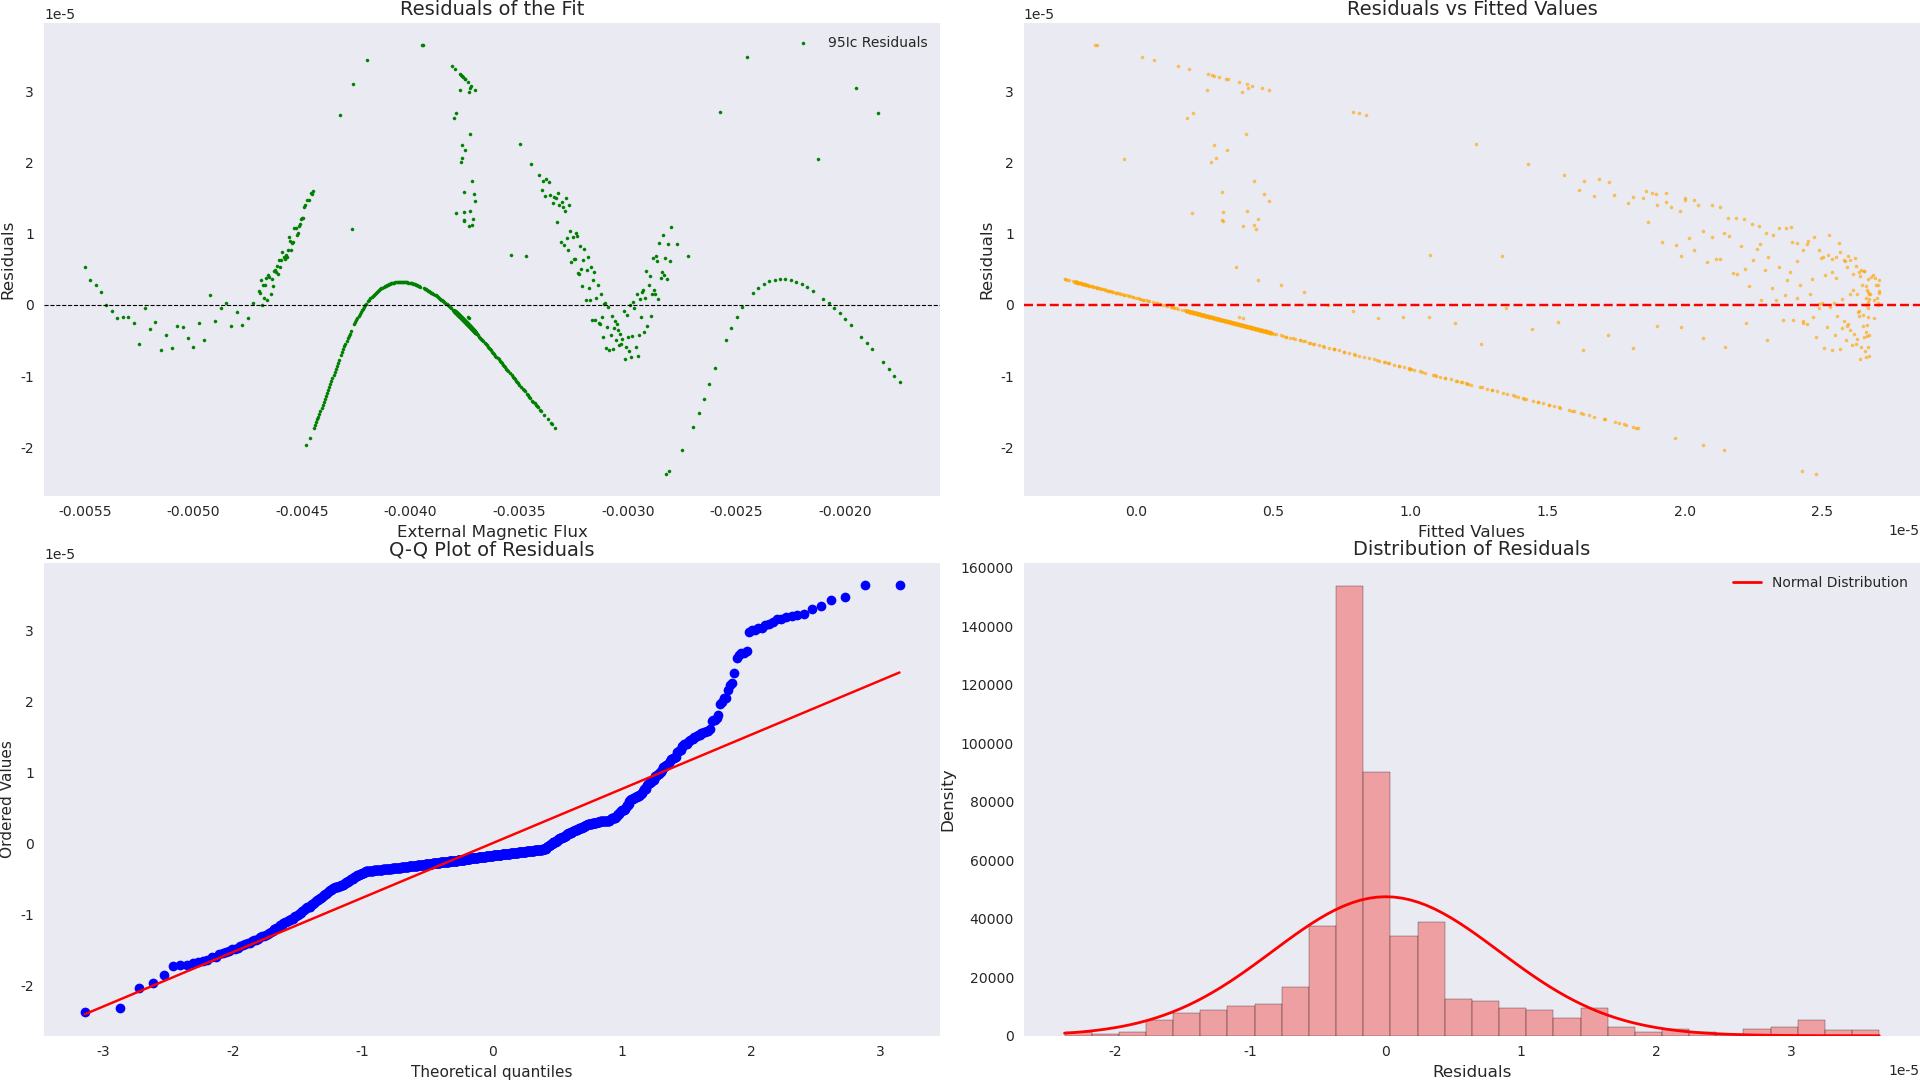 Residuals of the Fit
1e-5
95Ic Residuals
Residuals
3
2
1
0
-1
-2
-0.0055 -0.0050 -0.0045 -0.0040 -0.0035 -0.0030 -0.0025 -0.0020
External Magnetic Flux
Residuals vs Fitted Values
1e-5
Residuals
3
2
1
0
-1
-2
0.0 0.5 1.0 1.5 2.0 2.5
1e-5
Fitted Values
Q-Q Plot of Residuals
1e-5
Ordered Values
3
2
1
0
-1
-2
-3 -2 -1 0 1 2 3
Theoretical quantiles
Distribution of Residuals
Normal Distribution
Density
160000
140000
120000
100000
80000
60000
40000
20000
0
-2 -1 0 1 2 3
1e-5
Residuals